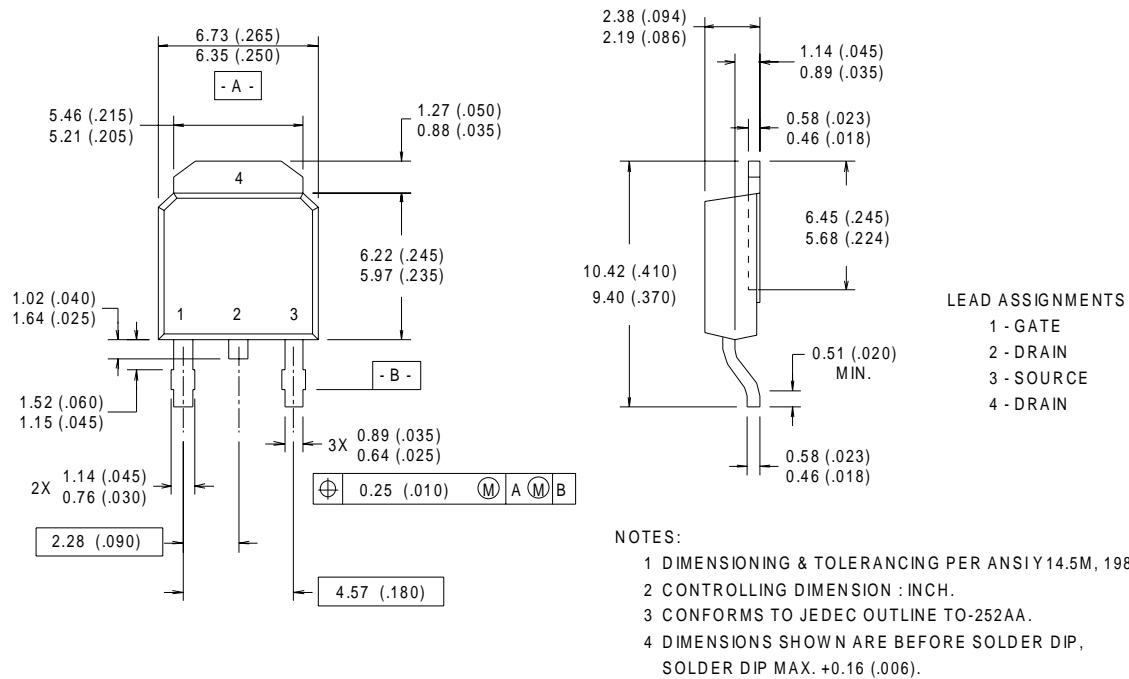 6.73 (.265)
6.35 (.250)
- A -
5.46 (.215)
5.21 (.205)
1.27 (.050)
0.88 (.035)
4
6.22 (.245)
5.97 (.235)
1.02 (.040)
1.64 (.025)
1 2 3
1.52 (.060)
1.15 (.045)
- B -
3X 0.89 (.035)
0.64 (.025)
2X 1.14 (.045)
0.76 (.030)
⌖ 0.25 (.010) Ⓜ A Ⓜ B
2.28 (.090)
4.57 (.180)
2.38 (.094)
2.19 (.086)
1.14 (.045)
0.89 (.035)
0.58 (.023)
0.46 (.018)
6.45 (.245)
5.68 (.224)
10.42 (.410)
9.40 (.370)
0.51 (.020)
MIN.
0.58 (.023)
0.46 (.018)
LEAD ASSIGNMENTS
1 - GATE
2 - DRAIN
3 - SOURCE
4 - DRAIN
NOTES:
1 DIMENSIONING & TOLERANCING PER ANSI Y14.5M, 198
2 CONTROLLING DIMENSION : INCH.
3 CONFORMS TO JEDEC OUTLINE TO-252AA.
4 DIMENSIONS SHOWN ARE BEFORE SOLDER DIP,
SOLDER DIP MAX. +0.16 (.006).